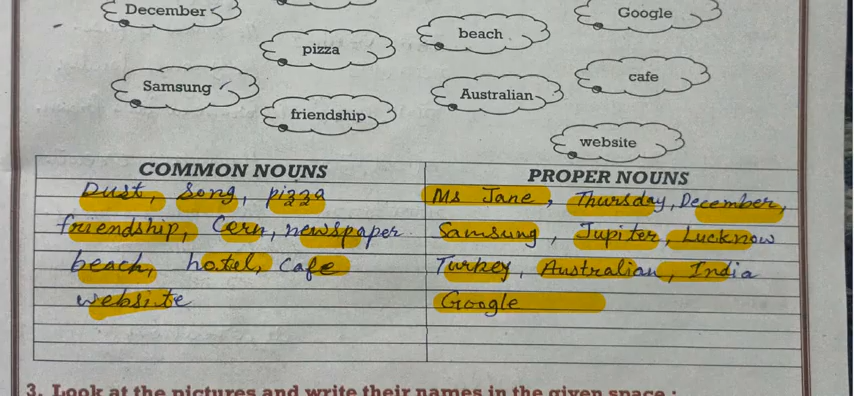 December
Google
beach
pizza
cafe
Samsung
Australian
friendship
website
COMMON NOUNS
PROPER NOUNS
Dust, Song, pizza
friendship, Cern, newspaper
beach, hotel, cafe
website
Ms Jane, Thursday, December,
Samsung, Jupiter, Lucknow
Turkey, Australian, India
Google
3. Look at the pictures and write their names in the given space :